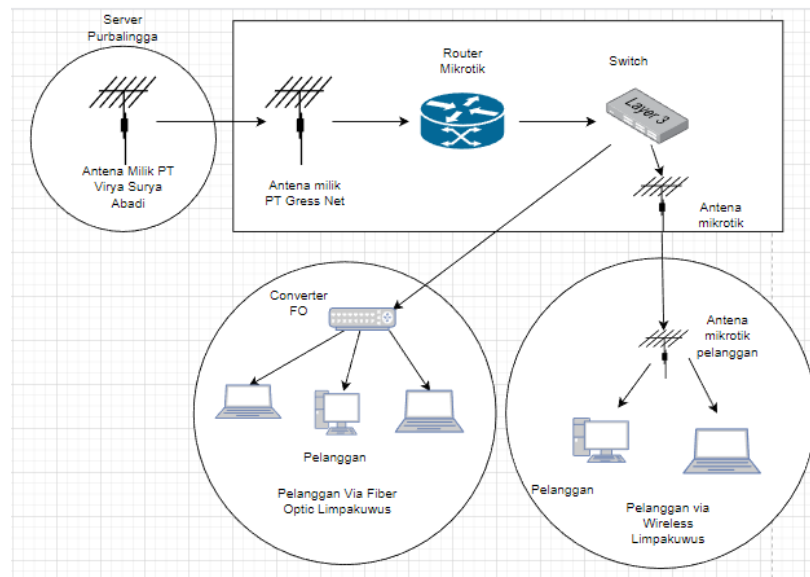 Server
Purbalingga
Antena Milik PT
Virya Surya
Abadi
Antena milik
PT Gress Net
Router
Mikrotik
Switch
Layer 3
Antena
mikrotik
Converter
FO
Pelanggan
Pelanggan Via Fiber
Optic Limpakuwus
Antena
mikrotik
pelanggan
Pelanggan
Pelanggan via
Wireless
Limpakuwus